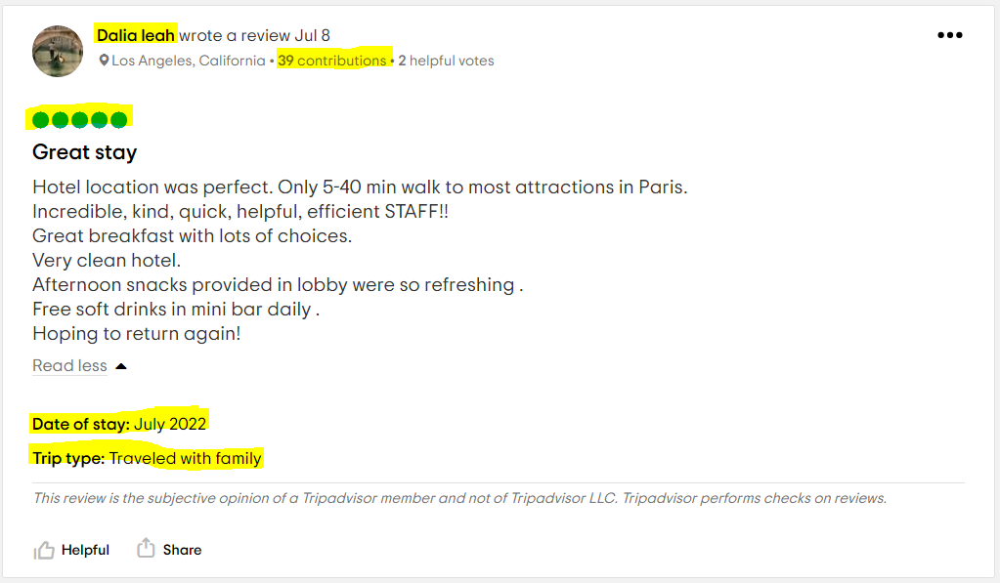 Dalia leah wrote a review Jul 8
Los Angeles, California • 39 contributions • 2 helpful votes
Great stay
Hotel location was perfect. Only 5-40 min walk to most attractions in Paris.
Incredible, kind, quick, helpful, efficient STAFF!!
Great breakfast with lots of choices.
Very clean hotel.
Afternoon snacks provided in lobby were so refreshing .
Free soft drinks in mini bar daily .
Hoping to return again!
Read less
Date of stay: July 2022
Trip type: Traveled with family
This review is the subjective opinion of a Tripadvisor member and not of Tripadvisor LLC. Tripadvisor performs checks on reviews.
Helpful Share